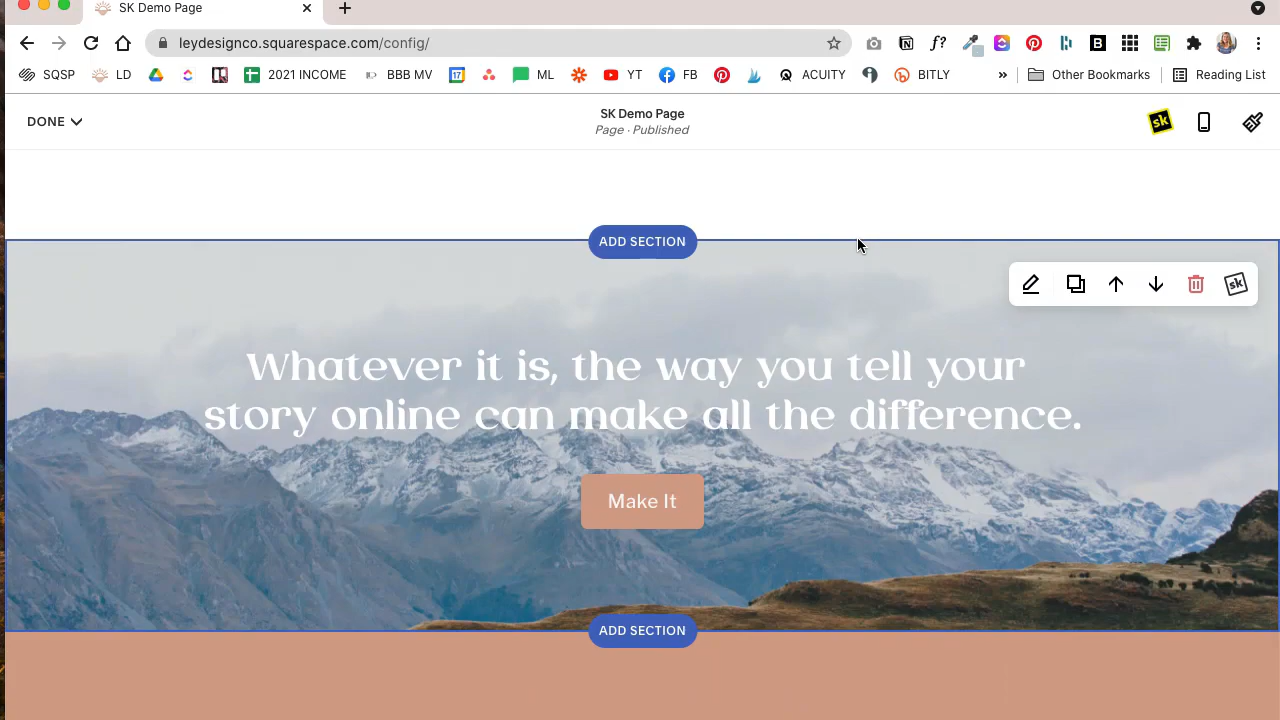 SK Demo Page
leydesignco.squarespace.com/config/
f?
SQSP LD 2021 INCOME BBB MV 17 ML YT FB ACUITY BITLY » Other Bookmarks Reading List
DONE
SK Demo Page
Page · Published
sk
ADD SECTION
sk
Whatever it is, the way you tell your
story online can make all the difference.
Make It
ADD SECTION